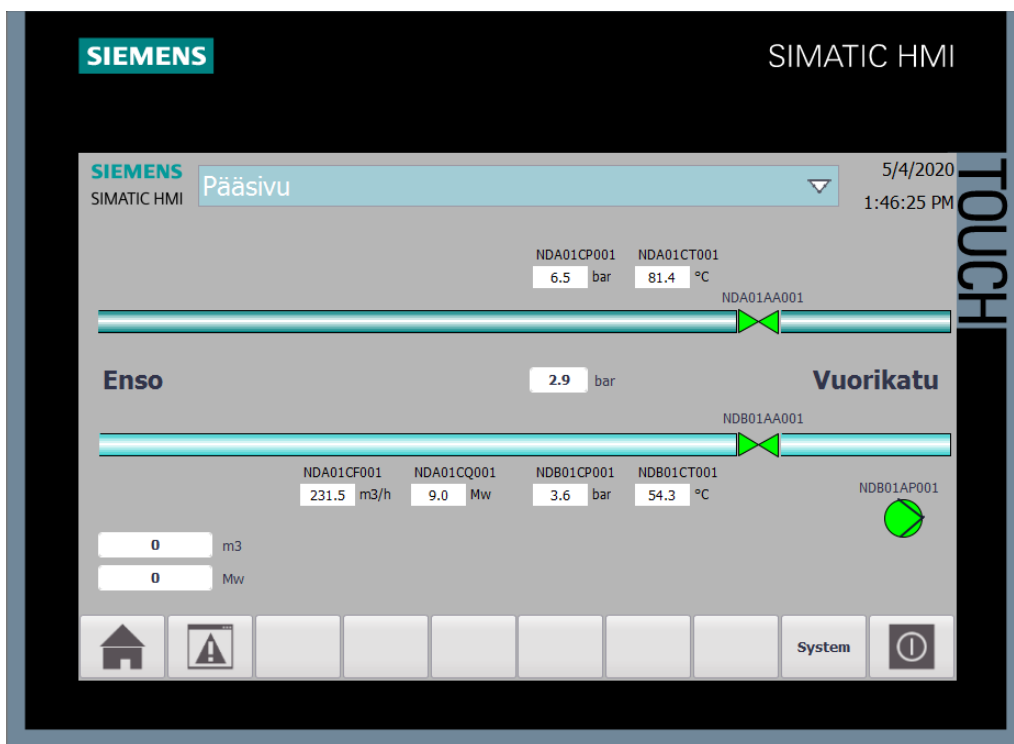 SIEMENS
SIMATIC HMI
TOUCH
SIEMENS
SIMATIC HMI
Pääsivu
5/4/2020
1:46:25 PM
NDA01CP001 NDA01CT001
6.5 bar 81.4 °C
NDA01AA001
Enso
2.9 bar
Vuorikatu
NDB01AA001
NDA01CF001 NDA01CQ001 NDB01CP001 NDB01CT001
231.5 m3/h 9.0 Mw 3.6 bar 54.3 °C
NDB01AP001
0 m3
0 Mw
System